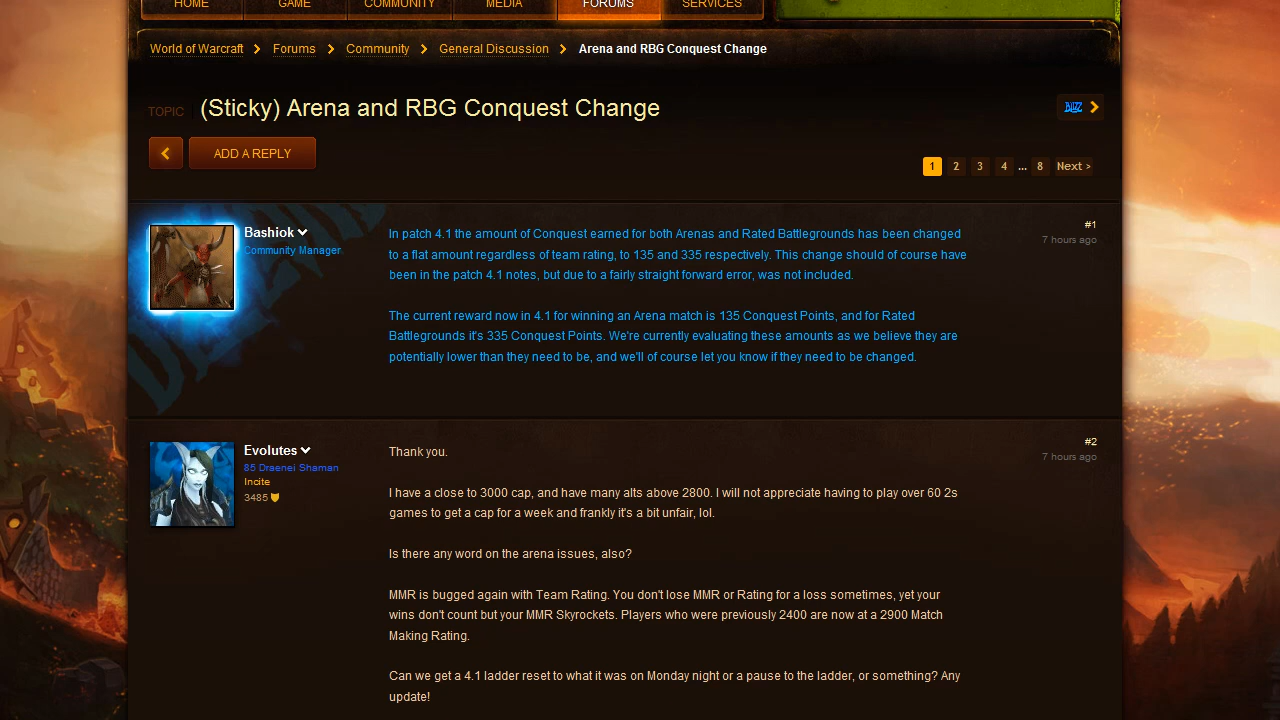 HOME GAME COMMUNITY MEDIA FORUMS SERVICES
World of Warcraft > Forums > Community > General Discussion > Arena and RBG Conquest Change
TOPIC (Sticky) Arena and RBG Conquest Change
BLIZ
ADD A REPLY
1 2 3 4 ... 8 Next >
Bashiok
Community Manager
In patch 4.1 the amount of Conquest earned for both Arenas and Rated Battlegrounds has been changed
to a flat amount regardless of team rating, to 135 and 335 respectively. This change should of course have
been in the patch 4.1 notes, but due to a fairly straight forward error, was not included.
The current reward now in 4.1 for winning an Arena match is 135 Conquest Points, and for Rated
Battlegrounds it's 335 Conquest Points. We're currently evaluating these amounts as we believe they are
potentially lower than they need to be, and we'll of course let you know if they need to be changed.
#1
7 hours ago
Evolutes
85 Draenei Shaman
Incite
3485
Thank you.
I have a close to 3000 cap, and have many alts above 2800. I will not appreciate having to play over 60 2s
games to get a cap for a week and frankly it's a bit unfair, lol.
Is there any word on the arena issues, also?
MMR is bugged again with Team Rating. You don't lose MMR or Rating for a loss sometimes, yet your
wins don't count but your MMR Skyrockets. Players who were previously 2400 are now at a 2900 Match
Making Rating.
Can we get a 4.1 ladder reset to what it was on Monday night or a pause to the ladder, or something? Any
update!
#2
7 hours ago